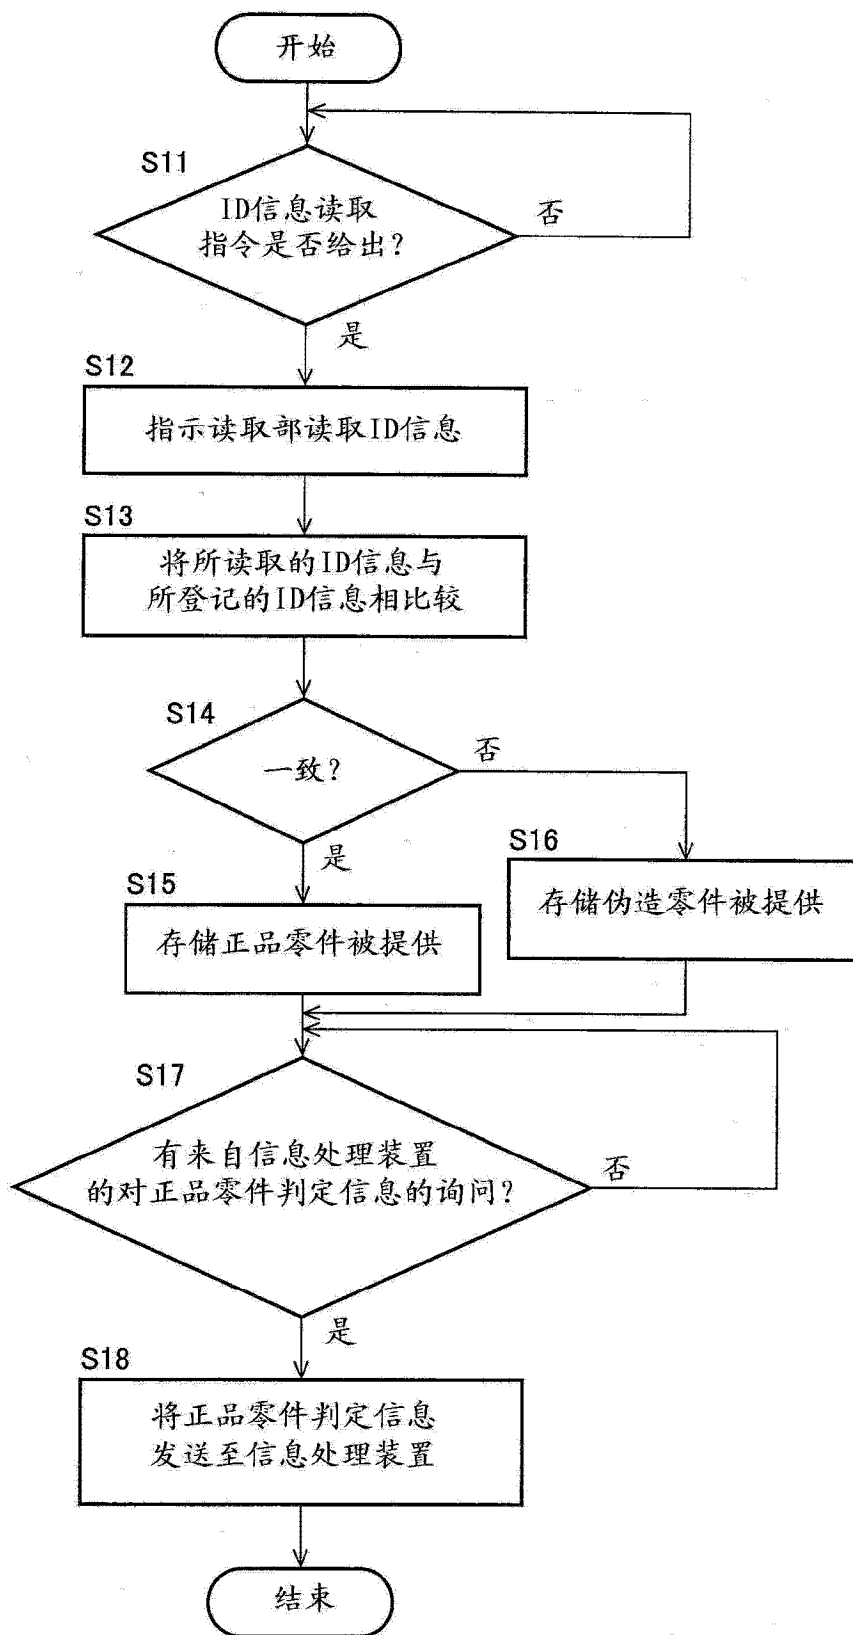 开始
S11
ID信息读取
指令是否给出?
否
是
S12
指示读取部读取ID信息
S13
将所读取的ID信息与
所登记的ID信息相比较
S14
一致?
否
是
S16
存储伪造零件被提供
S15
存储正品零件被提供
S17
有来自信息处理装置
的对正品零件判定信息的询问?
否
是
S18
将正品零件判定信息
发送至信息处理装置
结束